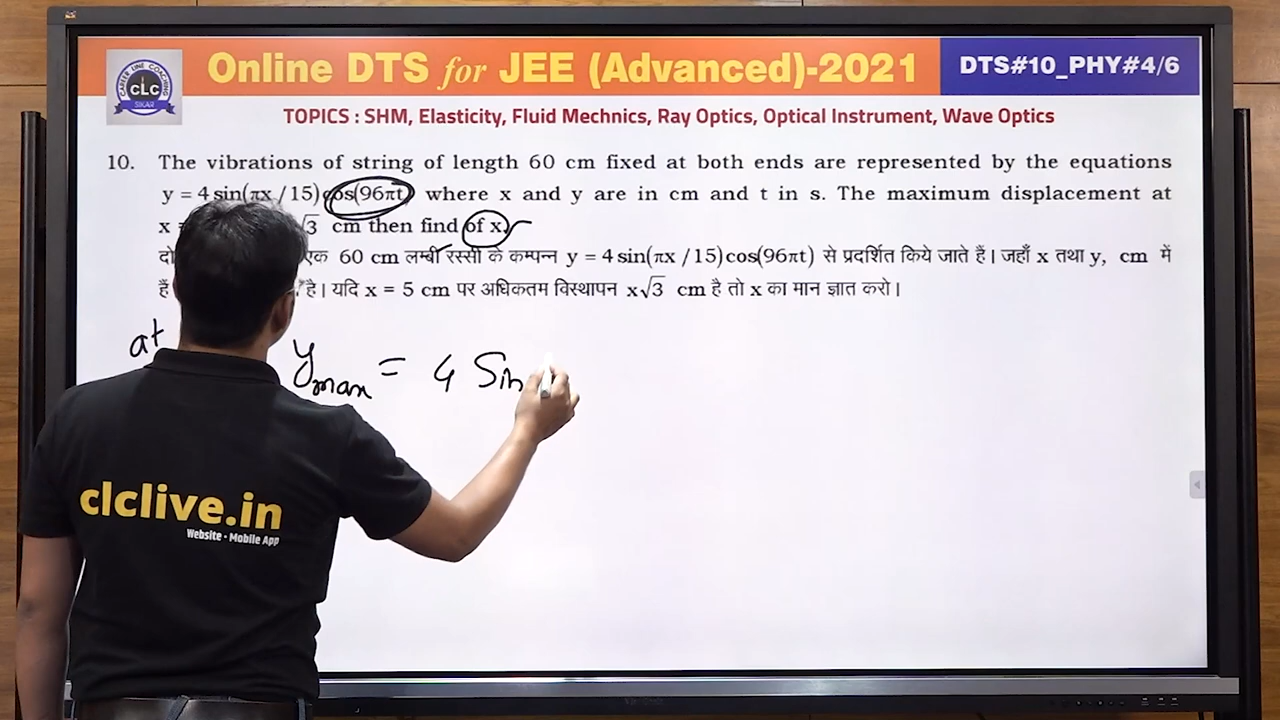 Online DTS for JEE (Advanced)-2021
DTS#10_PHY#4/6
CAREER LINE COACHING
CLC
SIKAR
TOPICS : SHM, Elasticity, Fluid Mechnics, Ray Optics, Optical Instrument, Wave Optics
10. The vibrations of string of length 60 cm fixed at both ends are represented by the equations
y = 4 sin(πx / 15) cos(96πt) where x and y are in cm and t in s. The maximum displacement at
x √3 cm then find of x.
एक 60 cm लम्बी रस्सी के कम्पन्न y = 4 sin(πx / 15) cos(96πt) से प्रदर्शित किये जाते हैं। जहाँ x तथा y, cm में
है। यदि x = 5 cm पर अधिकतम विस्थापन x√3 cm है तो x का मान ज्ञात करो।
at
y max = 4 Sin
clclive.in
Website • Mobile App